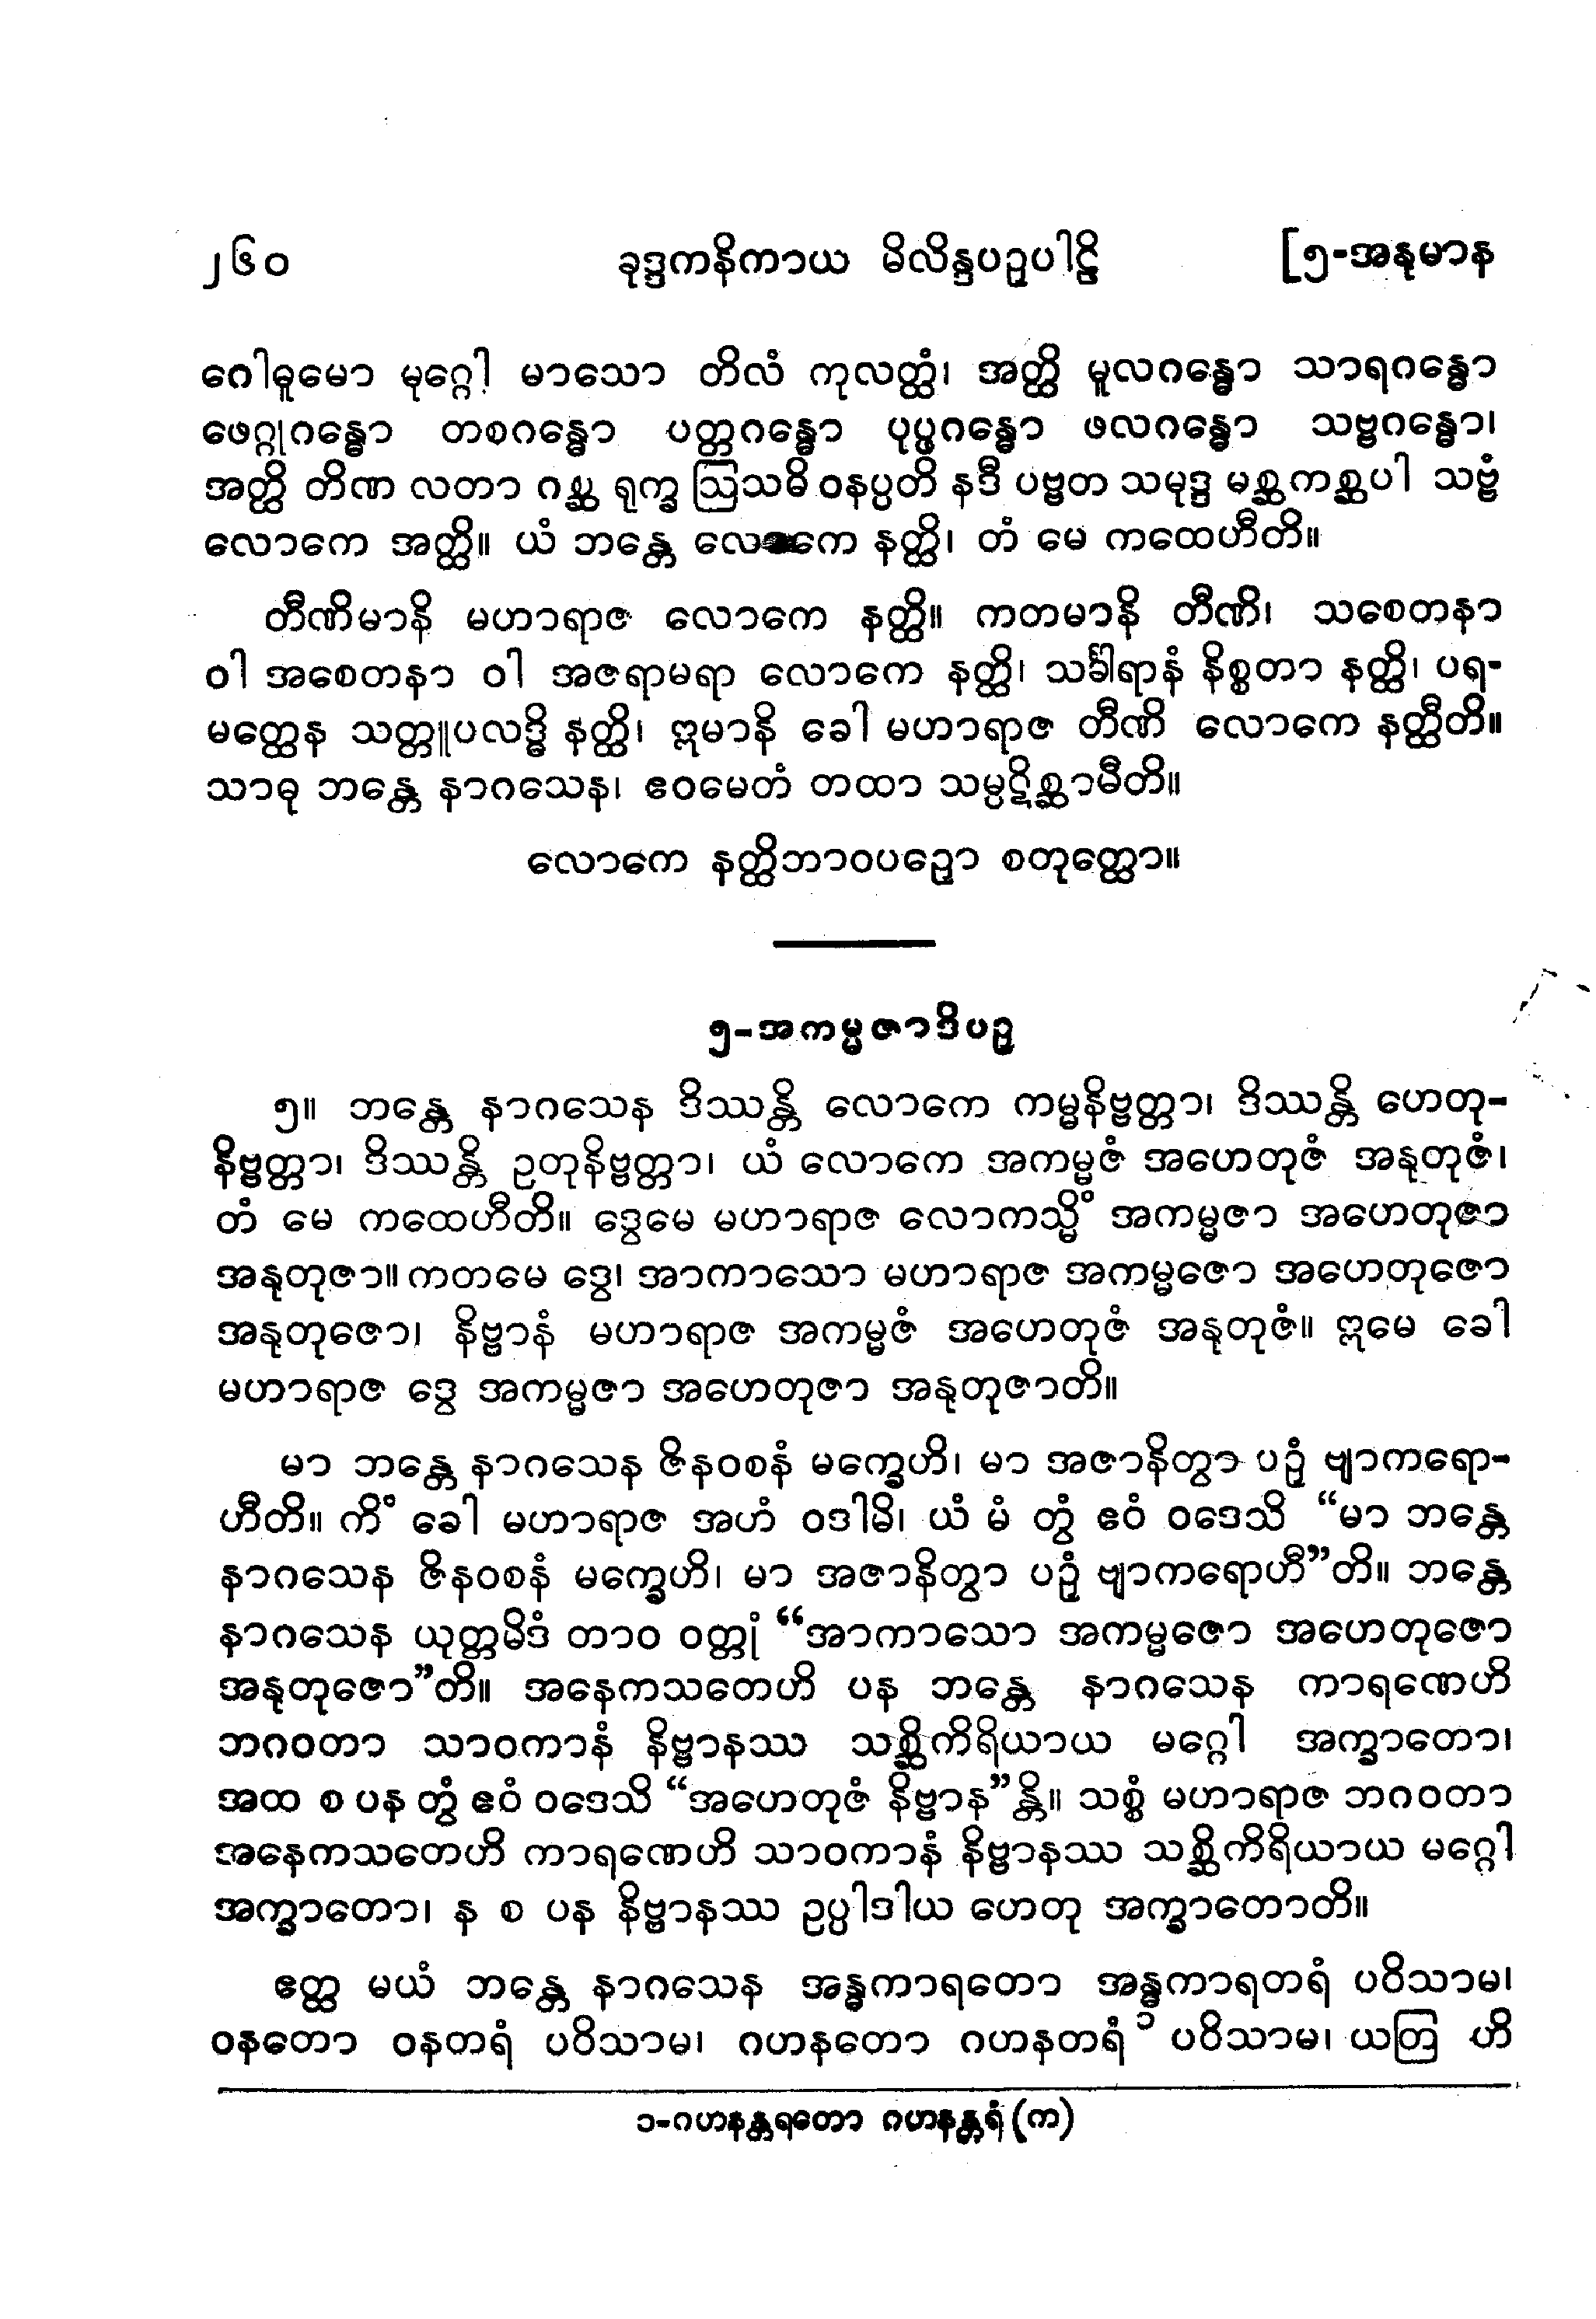 ၂၆၀ ခုဒ္ဒကနိကာယ မိလိန္ဒပဉှပါဠိ [၅-အနုမာန
ဂေါဓူမော မုဂ္ဂေါ မာသော တိလံ ကုလတ္ထံ၊ အတ္ထိ မူလဂန္ဓော သာရဂန္ဓော
ဖေဂ္ဂုဂန္ဓော တစဂန္ဓော ပတ္တဂန္ဓော ပုပ္ဖဂန္ဓော ဖလဂန္ဓော သဗ္ဗဂန္ဓော၊
အတ္ထိ တိဏ လတာ ဂစ္ဆ ရုက္ခ ဩသဓိ ဝနပ္ပတိ နဒီ ပဗ္ဗတ သမုဒ္ဒ မစ္ဆကစ္ဆပါ သဗ္ဗံ
လောကေ အတ္ထိ။ ယံ ဘန္တေ လောကေ နတ္ထိ၊ တံ မေ ကထေဟီတိ။
တီဏိမာနိ မဟာရာဇ လောကေ နတ္ထိ။ ကတမာနိ တီဏိ၊ သစေတနာ
ဝါ အစေတနာ ဝါ အဇရာမရာ လောကေ နတ္ထိ၊ သင်္ခါရာနံ နိစ္စတာ နတ္ထိ၊ ပရ-
မတ္ထေန သတ္တူပလဒ္ဓိ နတ္ထိ၊ ဣမာနိ ခေါ မဟာရာဇ တီဏိ လောကေ နတ္ထီတိ။
သာဓု ဘန္တေ နာဂသေန၊ ဧဝမေတံ တထာ သမ္ပဋိစ္ဆာမီတိ။
လောကေ နတ္ထိဘာဝပဉှော စတုတ္ထော။
၅-အကမ္မဇာဒိပဉှ
၅။ ဘန္တေ နာဂသေန ဒိဿန္တိ လောကေ ကမ္မနိဗ္ဗတ္တာ၊ ဒိဿန္တိ ဟေတု-
နိဗ္ဗတ္တာ၊ ဒိဿန္တိ ဥတုနိဗ္ဗတ္တာ၊ ယံ လောကေ အကမ္မဇံ အဟေတုဇံ အနုတုဇံ၊
တံ မေ ကထေဟီတိ။ ဒွေမေ မဟာရာဇ လောကသ္မိံ အကမ္မဇာ အဟေတုဇာ
အနုတုဇာ။ ကတမေ ဒွေ၊ အာကာသော မဟာရာဇ အကမ္မဇော အဟေတုဇော
အနုတုဇော၊ နိဗ္ဗာနံ မဟာရာဇ အကမ္မဇံ အဟေတုဇံ အနုတုဇံ။ ဣမေ ခေါ
မဟာရာဇ ဒွေ အကမ္မဇာ အဟေတုဇာ အနုတုဇာတိ။
မာ ဘန္တေ နာဂသေန ဇိနဝစနံ မက္ခေဟိ၊ မာ အဇာနိတွာ ပဉှံ ဗျာကရော-
ဟီတိ။ ကိံ ခေါ မဟာရာဇ အဟံ ဝဒါမိ၊ ယံ မံ တွံ ဧဝံ ဝဒေသိ “မာ ဘန္တေ
နာဂသေန ဇိနဝစနံ မက္ခေဟိ၊ မာ အဇာနိတွာ ပဉှံ ဗျာကရောဟီ”တိ။ ဘန္တေ
နာဂသေန ယုတ္တမိဒံ တာဝ ဝတ္တုံ “အာကာသော အကမ္မဇော အဟေတုဇော
အနုတုဇော”တိ။ အနေကသတေဟိ ပန ဘန္တေ နာဂသေန ကာရဏေဟိ
ဘဂဝတာ သာဝကာနံ နိဗ္ဗာနဿ သစ္ဆိကိရိယာယ မဂ္ဂေါ အက္ခာတော၊
အထ စ ပန တွံ ဧဝံ ဝဒေသိ “အဟေတုဇံ နိဗ္ဗာန”န္တိ။ သစ္စံ မဟာရာဇ ဘဂဝတာ
အနေကသတေဟိ ကာရဏေဟိ သာဝကာနံ နိဗ္ဗာနဿ သစ္ဆိကိရိယာယ မဂ္ဂေါ
အက္ခာတော၊ န စ ပန နိဗ္ဗာနဿ ဥပ္ပါဒါယ ဟေတု အက္ခာတောတိ။
ဧတ္ထ မယံ ဘန္တေ နာဂသေန အန္ဓကာရတော အန္ဓကာရတရံ ပဝိသာမ၊
ဝနတော ဝနတရံ ပဝိသာမ၊ ဂဟနတော ဂဟနတရံ ၁ ပဝိသာမ၊ ယတြ ဟိ
၁-ဂဟနန္တရတော ဂဟနန္တရံ (က)